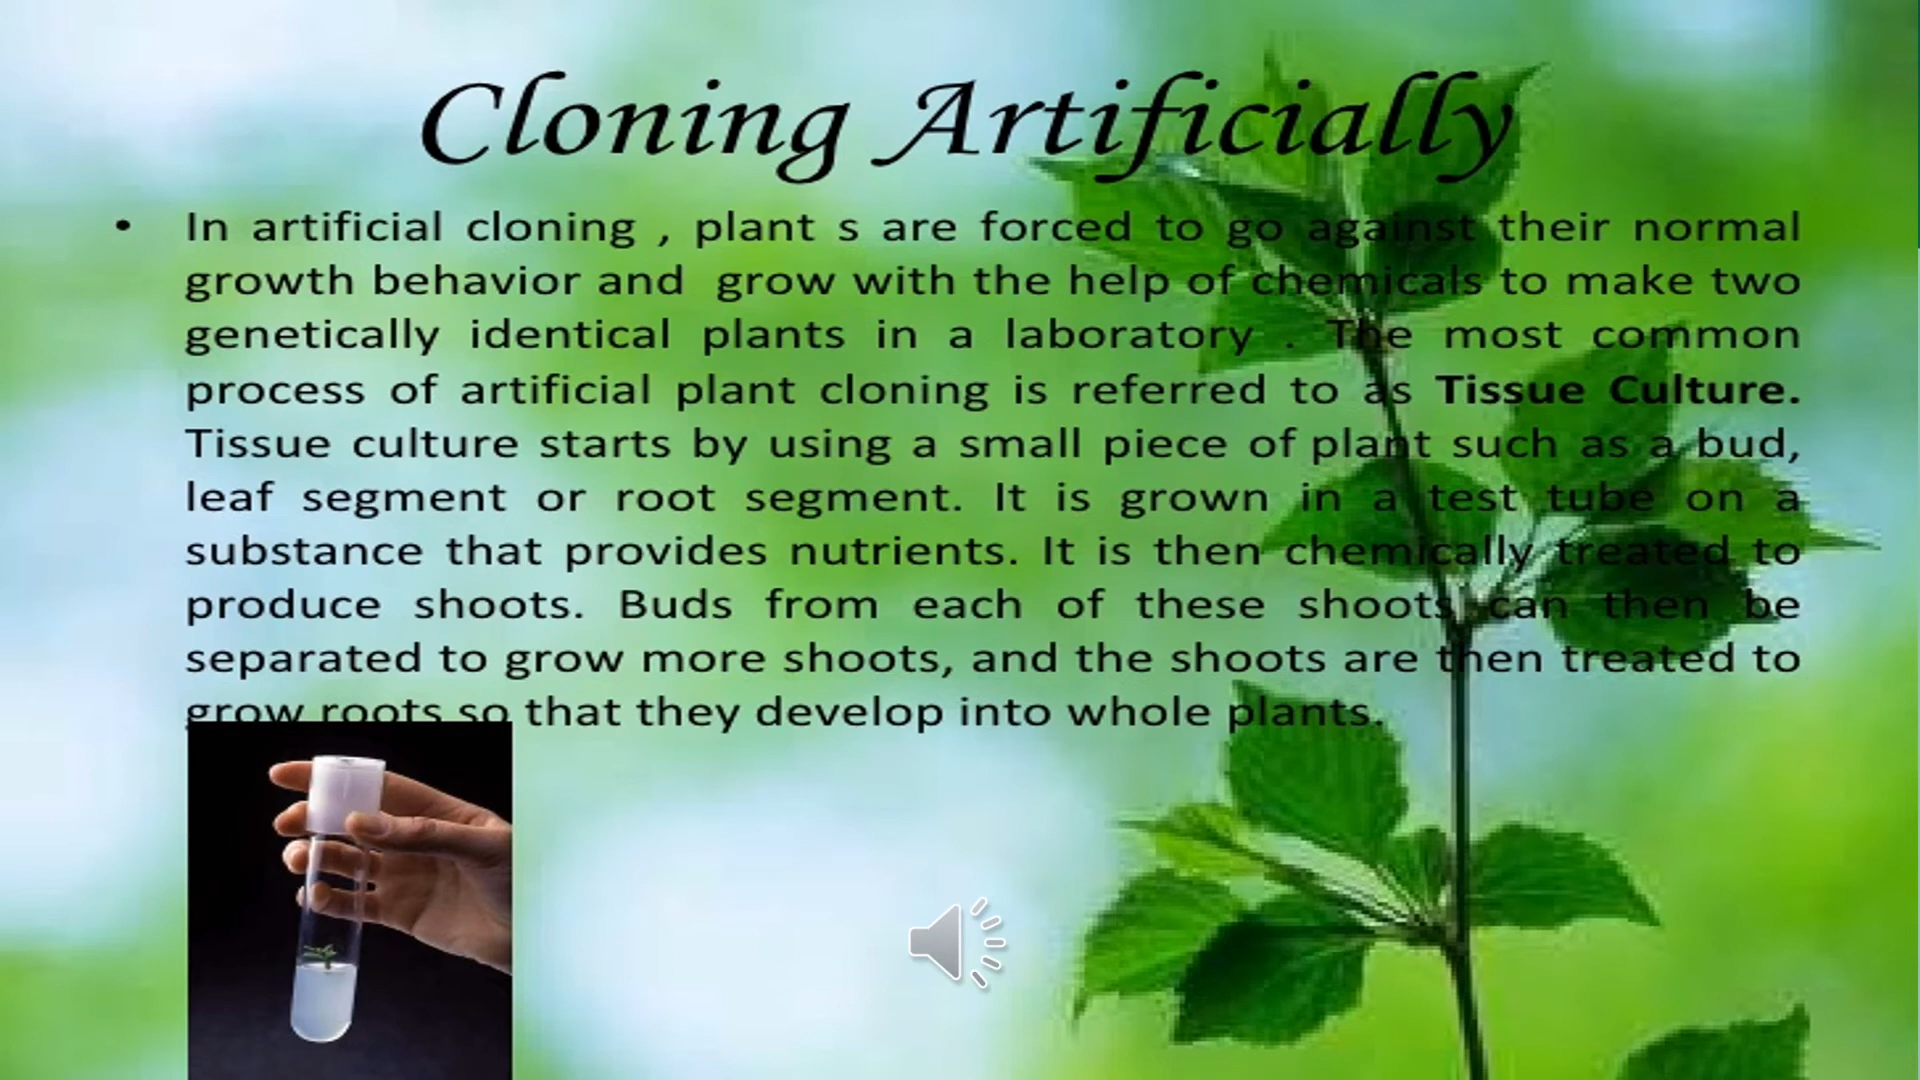 Cloning Artificially
• In artificial cloning , plant s are forced to go against their normal
growth behavior and grow with the help of chemicals to make two
genetically identical plants in a laboratory . The most common
process of artificial plant cloning is referred to as Tissue Culture.
Tissue culture starts by using a small piece of plant such as a bud,
leaf segment or root segment. It is grown in a test tube on a
substance that provides nutrients. It is then chemically treated to
produce shoots. Buds from each of these shoots can then be
separated to grow more shoots, and the shoots are then treated to
grow roots so that they develop into whole plants.